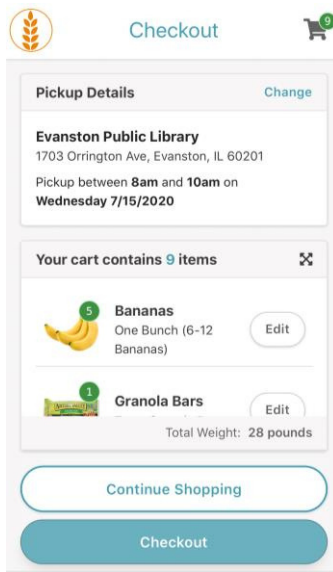 Checkout
9
Pickup Details
Change
Evanston Public Library
1703 Orrington Ave, Evanston, IL 60201
Pickup between 8am and 10am on
Wednesday 7/15/2020
Your cart contains 9 items
5
Bananas
One Bunch (6-12
Bananas)
Edit
1
Granola Bars
Edit
Total Weight: 28 pounds
Continue Shopping
Checkout